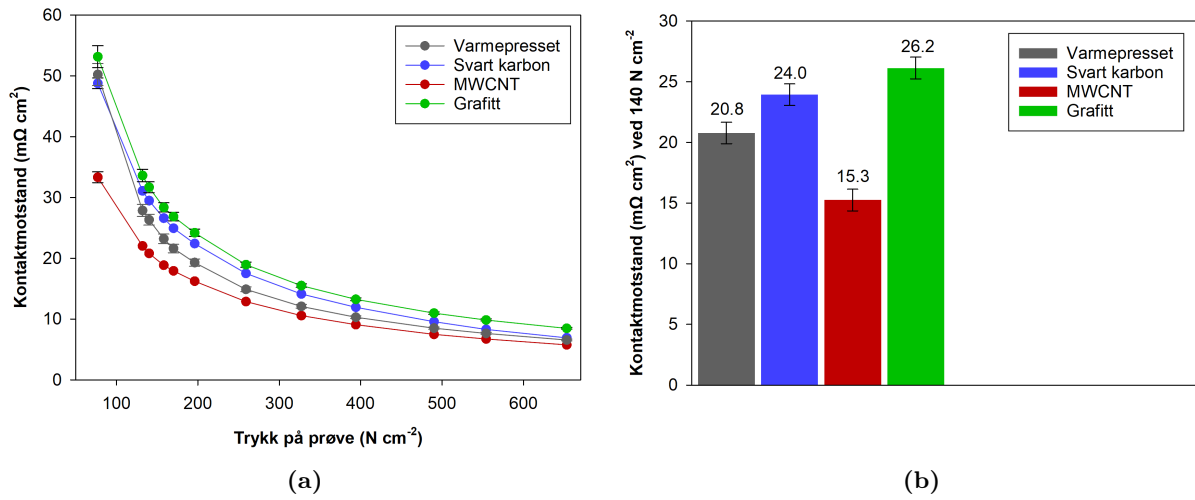 60
50
40
30
20
10
0
Kontaktmotstand (mΩ cm²)
Varmepresset
Svart karbon
MWCNT
Grafitt
100 200 300 400 500 600
Trykk på prøve (N cm⁻²)
(a)
30
25
20
15
10
5
0
Kontaktmotstand (mΩ cm²) ved 140 N cm⁻²
20.8
24.0
15.3
26.2
Varmepresset
Svart karbon
MWCNT
Grafitt
(b)